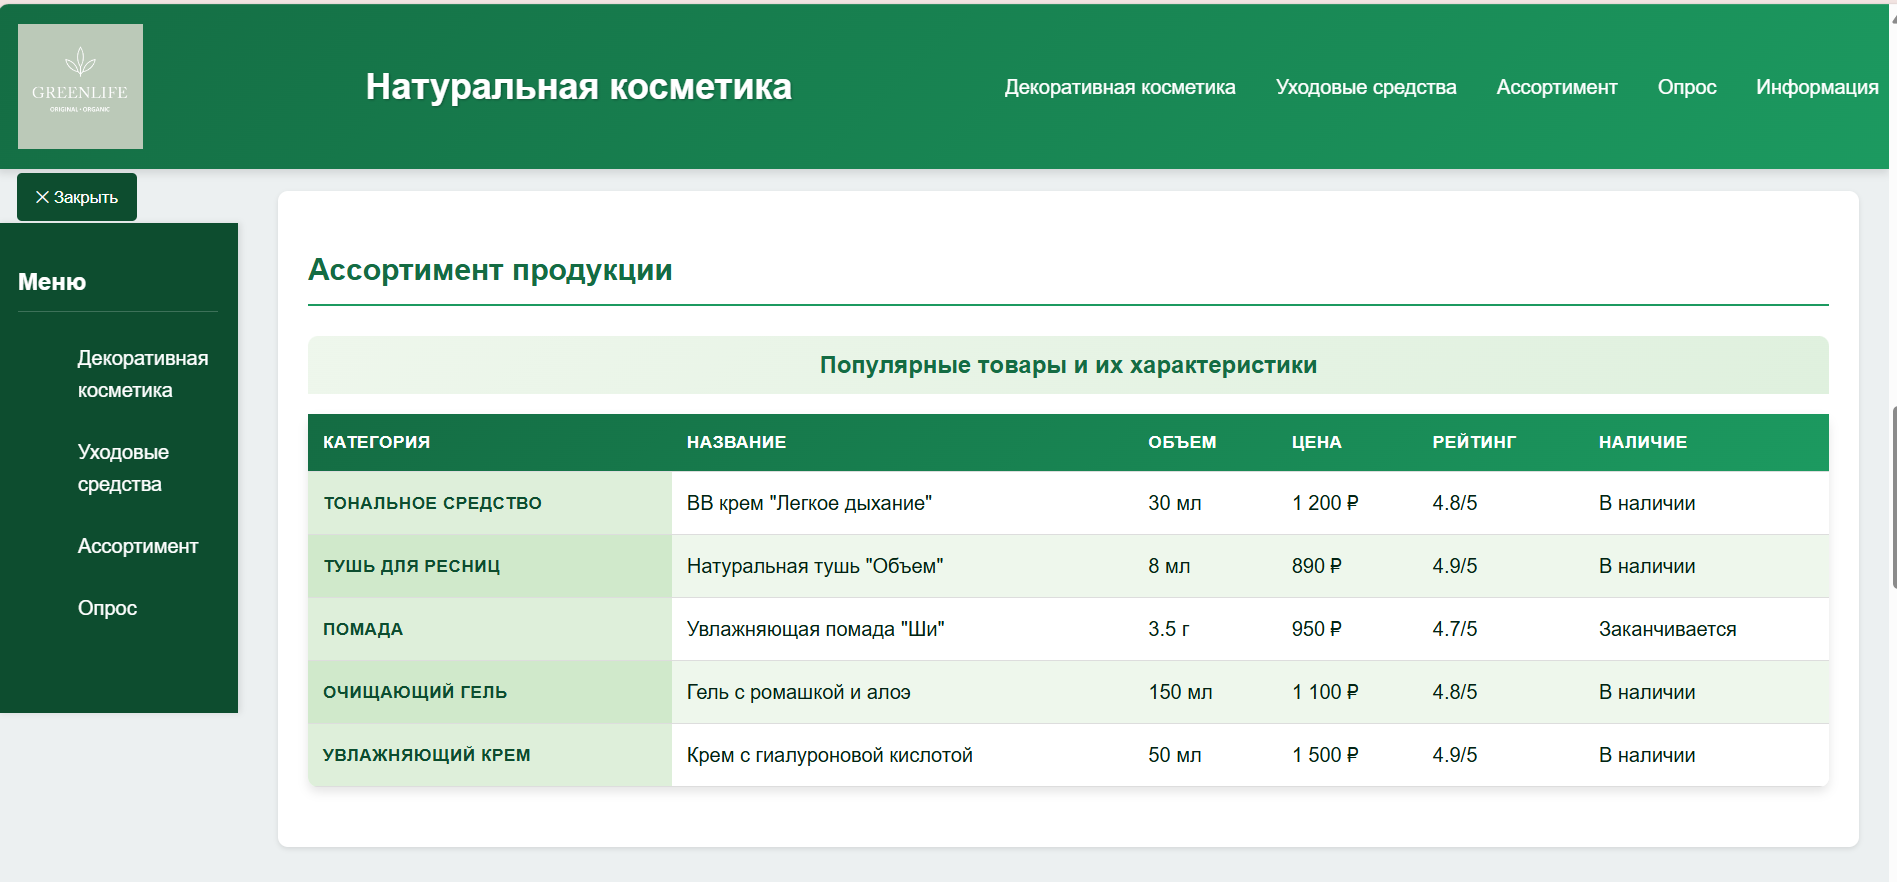 GREENLIFE
ORIGINAL • ORGANIC
Натуральная косметика
Декоративная косметика
Уходовые средства
Ассортимент
Опрос
Информация
Закрыть
Меню
Декоративная
косметика
Уходовые
средства
Ассортимент
Опрос
Ассортимент продукции
Популярные товары и их характеристики
КАТЕГОРИЯ НАЗВАНИЕ ОБЪЕМ ЦЕНА РЕЙТИНГ НАЛИЧИЕ
ТОНАЛЬНОЕ СРЕДСТВО BB крем "Легкое дыхание" 30 мл 1 200 ₽ 4.8/5 В наличии
ТУШЬ ДЛЯ РЕСНИЦ Натуральная тушь "Объем" 8 мл 890 ₽ 4.9/5 В наличии
ПОМАДА Увлажняющая помада "Ши" 3.5 г 950 ₽ 4.7/5 Заканчивается
ОЧИЩАЮЩИЙ ГЕЛЬ Гель с ромашкой и алоэ 150 мл 1 100 ₽ 4.8/5 В наличии
УВЛАЖНЯЮЩИЙ КРЕМ Крем с гиалуроновой кислотой 50 мл 1 500 ₽ 4.9/5 В наличии